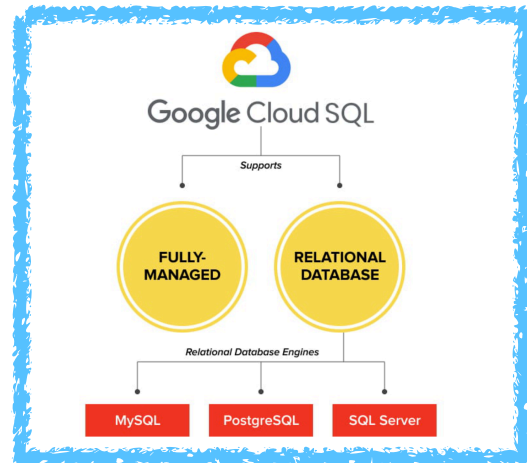 Google Cloud SQL
Supports
FULLY-
MANAGED
RELATIONAL
DATABASE
Relational Database Engines
MySQL
PostgreSQL
SQL Server